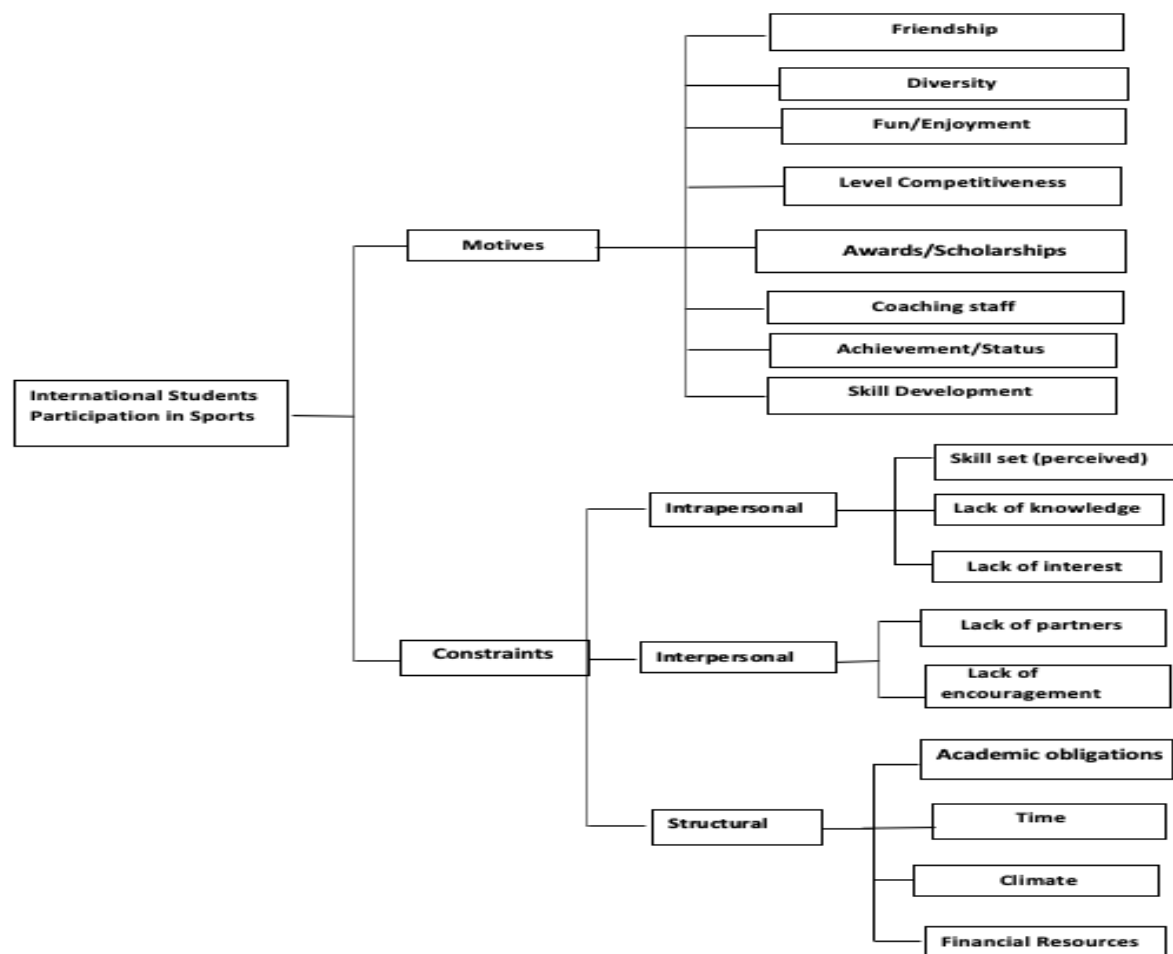 Friendship
Diversity
Fun/Enjoyment
Level Competitiveness
Motives
Awards/Scholarships
Coaching staff
Achievement/Status
Skill Development
International Students
Participation in Sports
Skill set (perceived)
Intrapersonal
Lack of knowledge
Lack of interest
Lack of partners
Constraints
Interpersonal
Lack of
encouragement
Academic obligations
Structural
Time
Climate
Financial Resources